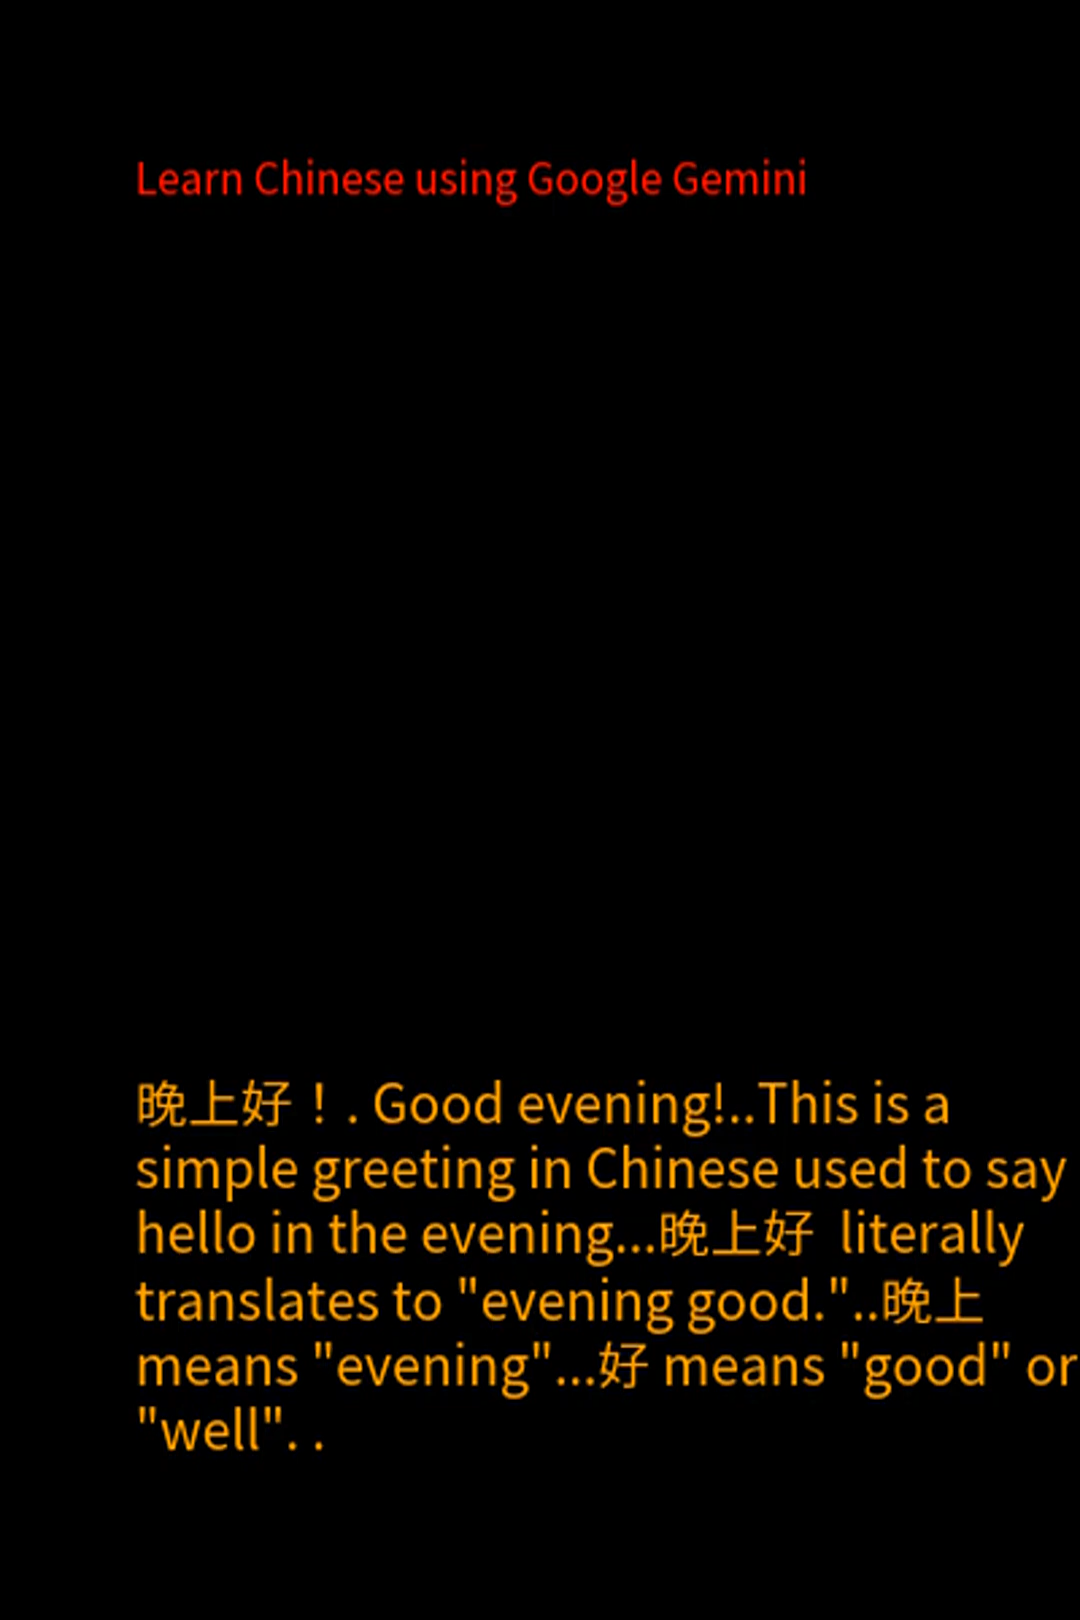 Learn Chinese using Google Gemini
晚上好！. Good evening!..This is a
simple greeting in Chinese used to say
hello in the evening...晚上好 literally
translates to "evening good."..晚上
means "evening"...好 means "good" or
"well". .